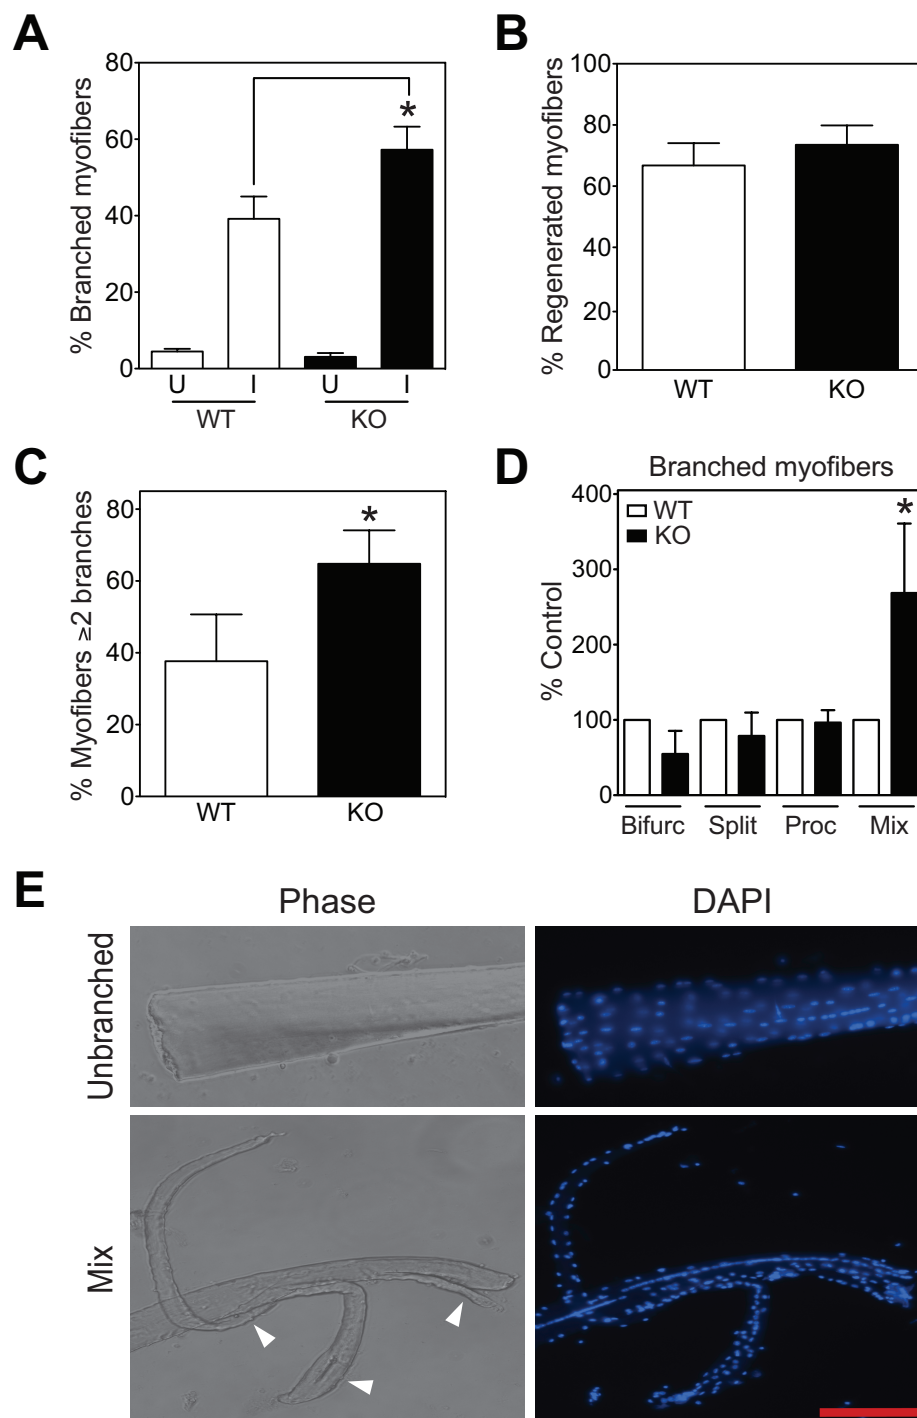 A
% Branched myofibers
80
60
40
20
0
*
U I U I
WT KO
B
% Regenerated myofibers
100
80
60
40
20
0
WT KO
C
% Myofibers ≥2 branches
80
60
40
20
0
*
WT KO
D
Branched myofibers
% Control
400
300
200
100
0
WT
KO
*
Bifurc Split Proc Mix
E
Phase DAPI
Unbranched
Mix